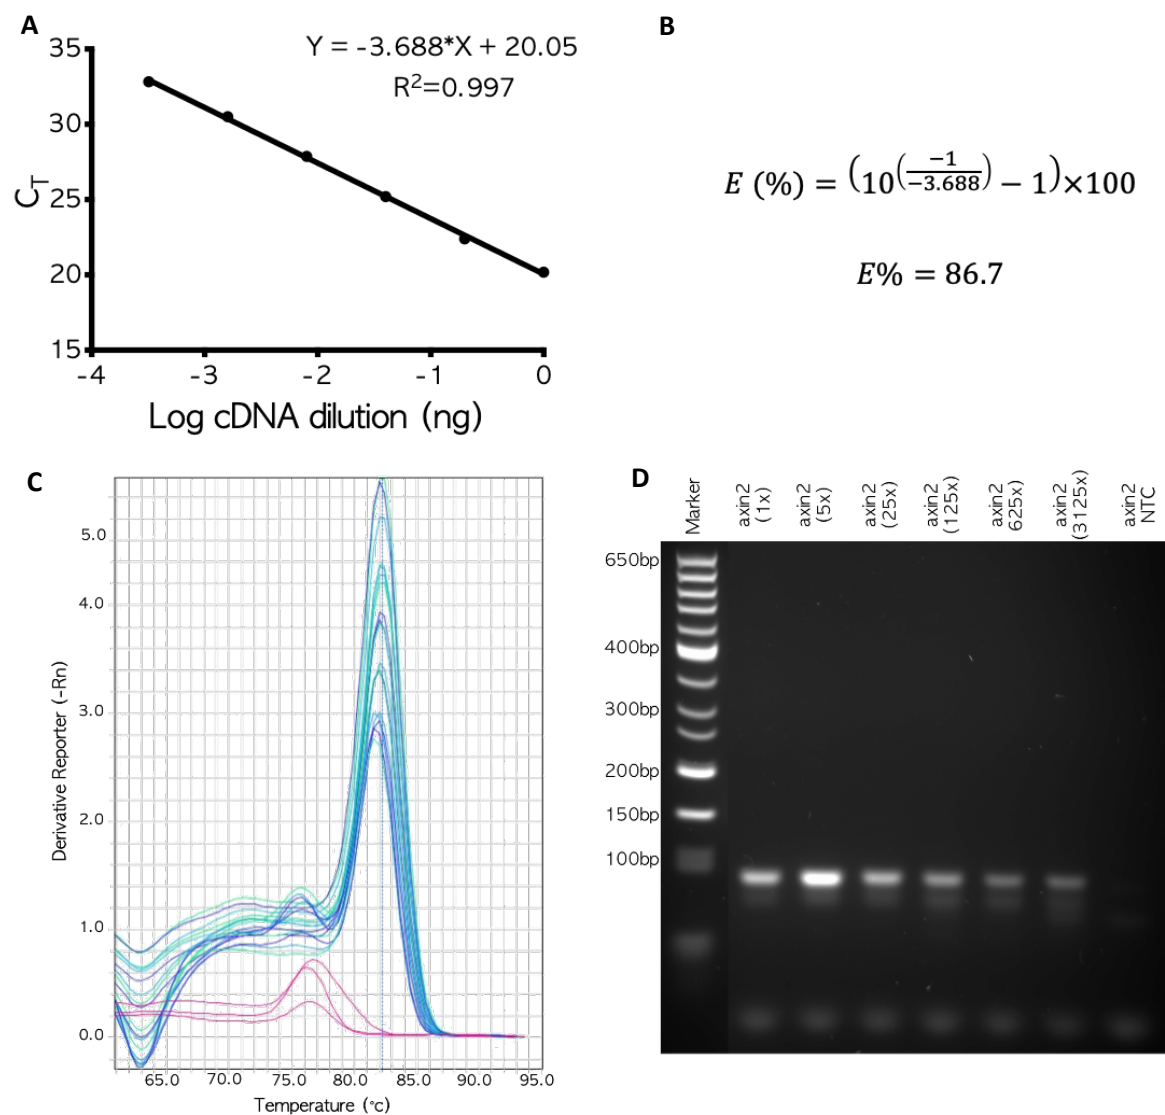 A
Y = -3.688*X + 20.05
R²=0.997
35
30
25
20
15
CT
-4 -3 -2 -1 0
Log cDNA dilution (ng)
B
E (%) = (10^(-1/-3.688) − 1)×100
E% = 86.7
C
5.0
4.0
3.0
2.0
1.0
0.0
Derivative Reporter (-Rn)
65.0 70.0 75.0 80.0 85.0 90.0 95.0
Temperature (°c)
D
Marker
axin2 (1x)
axin2 (5x)
axin2 (25x)
axin2 (125x)
axin2 625x)
axin2 (3125x)
axin2 NTC
650bp
400bp
300bp
200bp
150bp
100bp